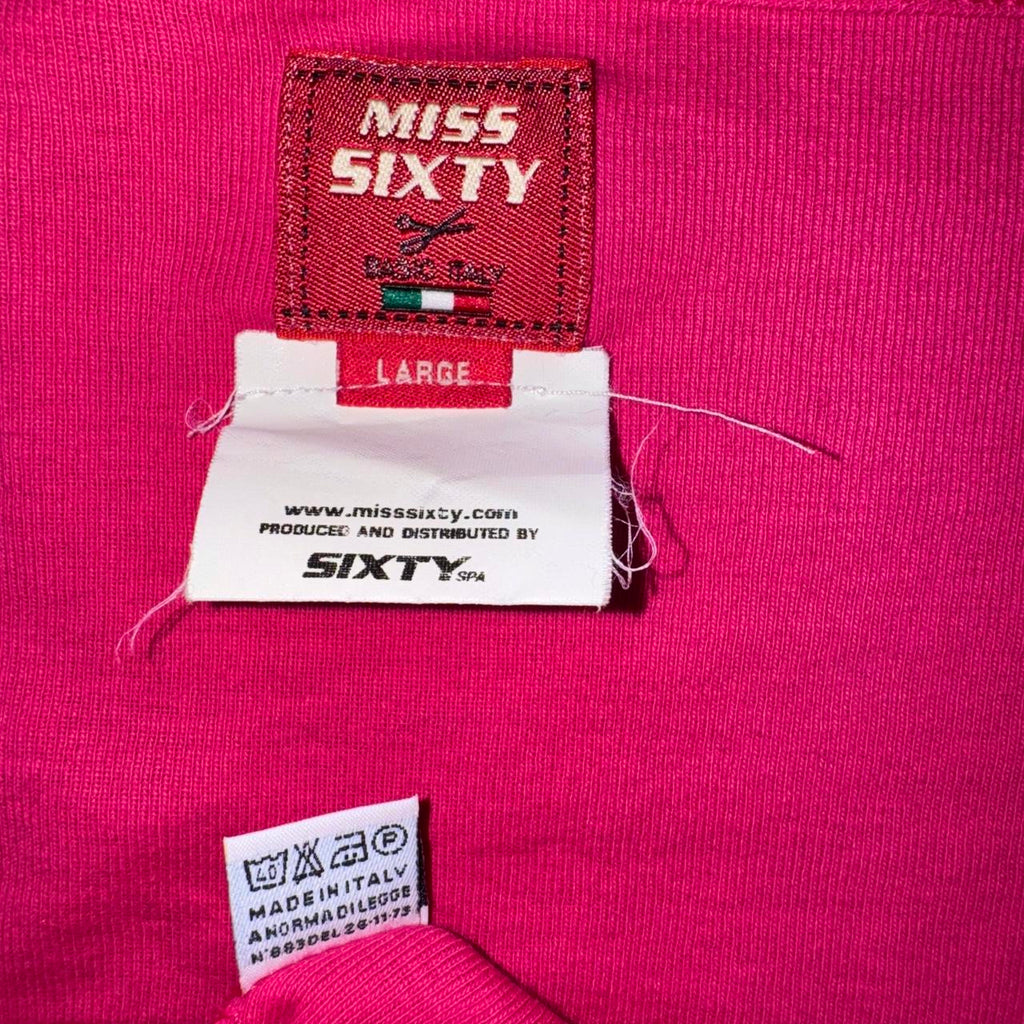 MISS
SIXTY
BASIC ITALY
LARGE
www.misssixty.com
PRODUCED AND DISTRIBUTED BY
SIXTY SPA
40 P
MADE IN ITALY
A NORMA DI LEGGE
N°883 DEL 26-11-73